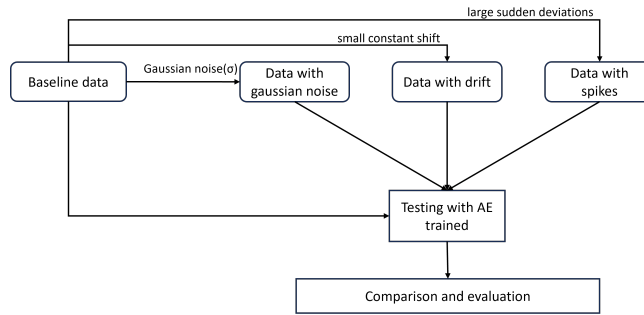 large sudden deviations
small constant shift
Gaussian noise(σ)
Baseline data
Data with
gaussian noise
Data with drift
Data with
spikes
Testing with AE
trained
Comparison and evaluation